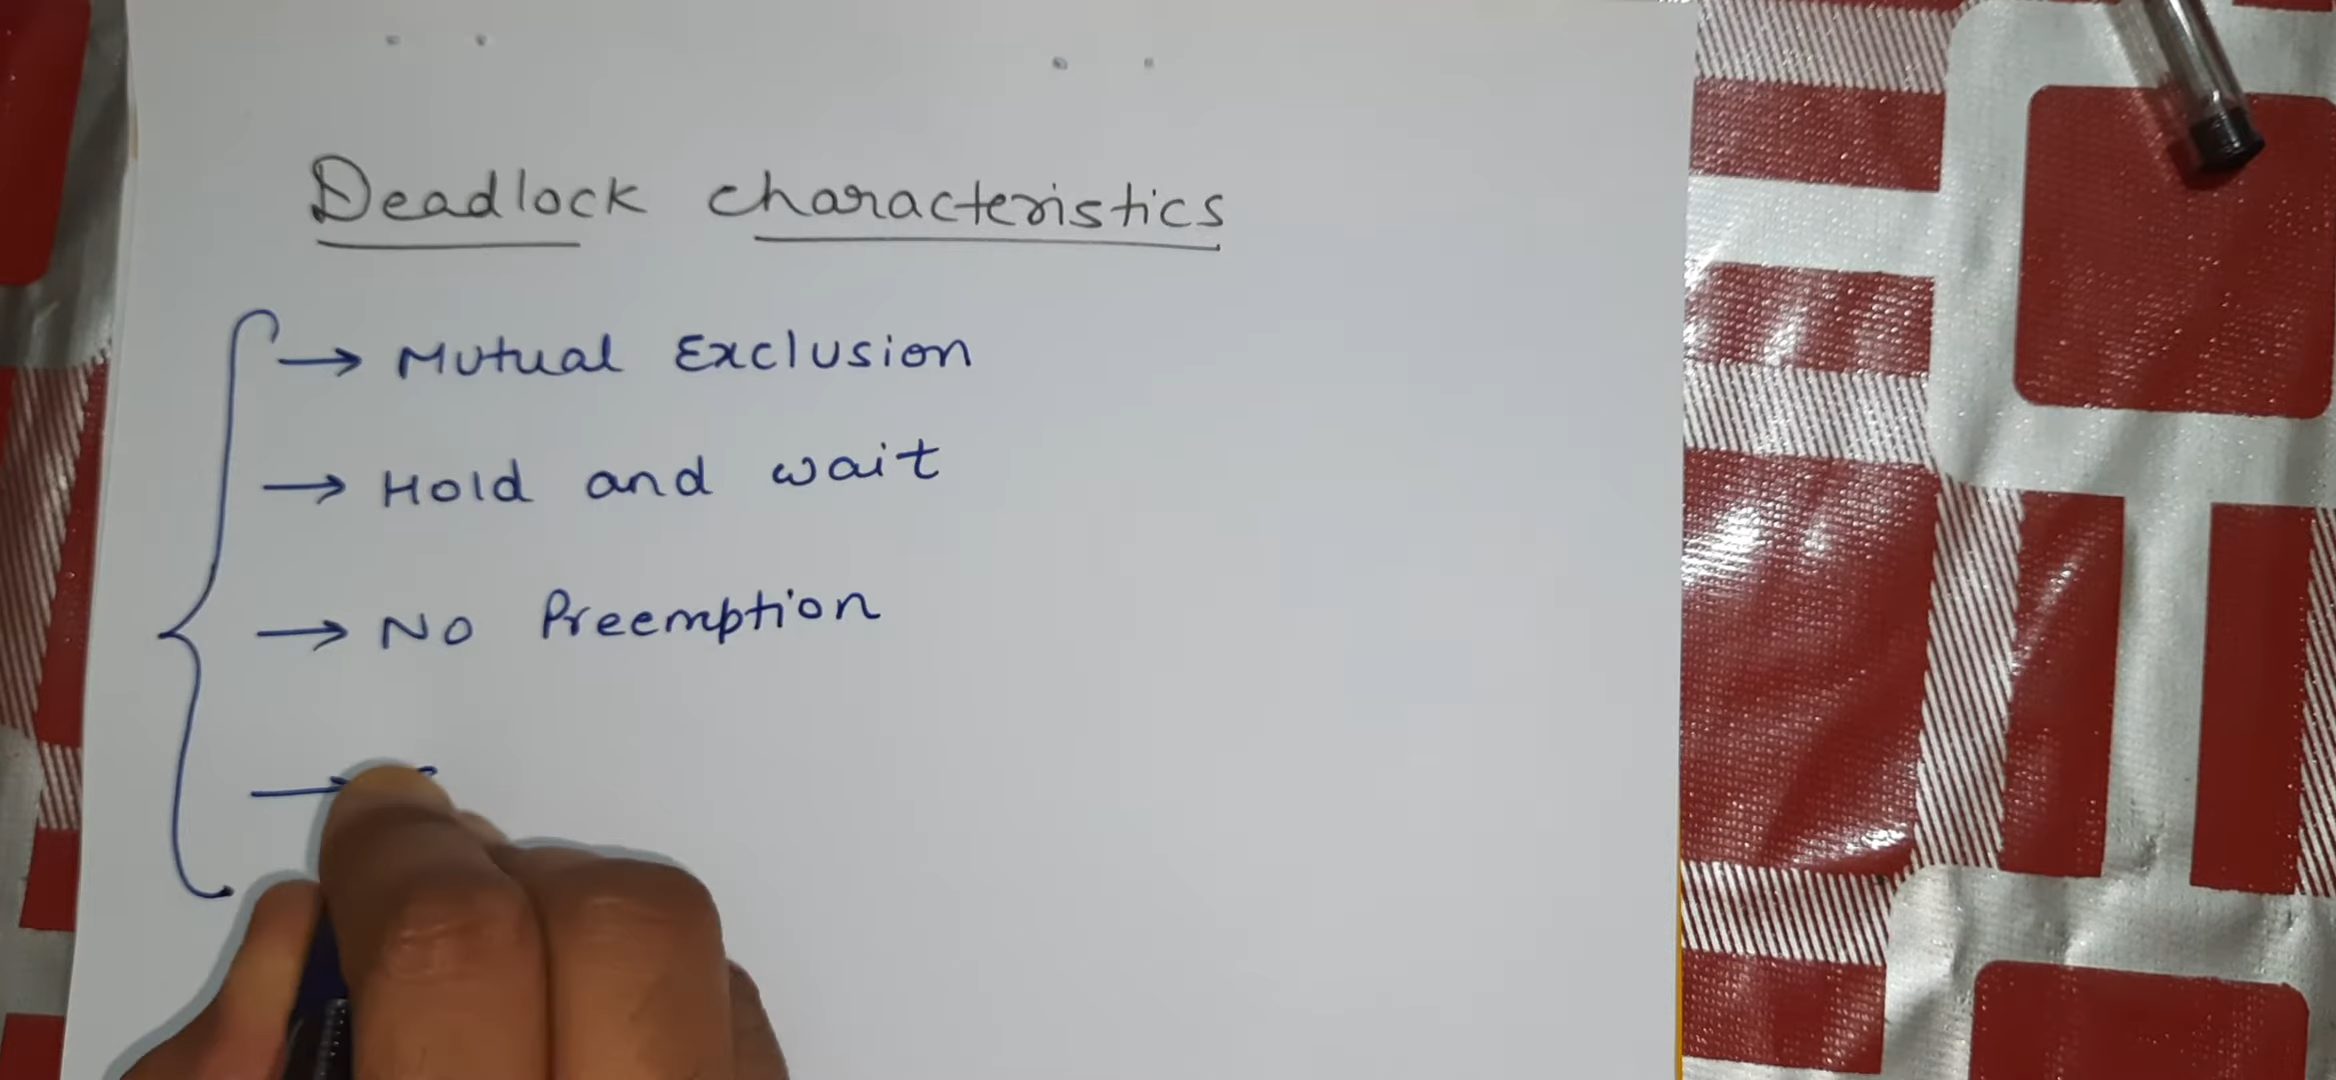 Deadlock characteristics
→ Mutual Exclusion
→ Hold and wait
→ No Preemption
→